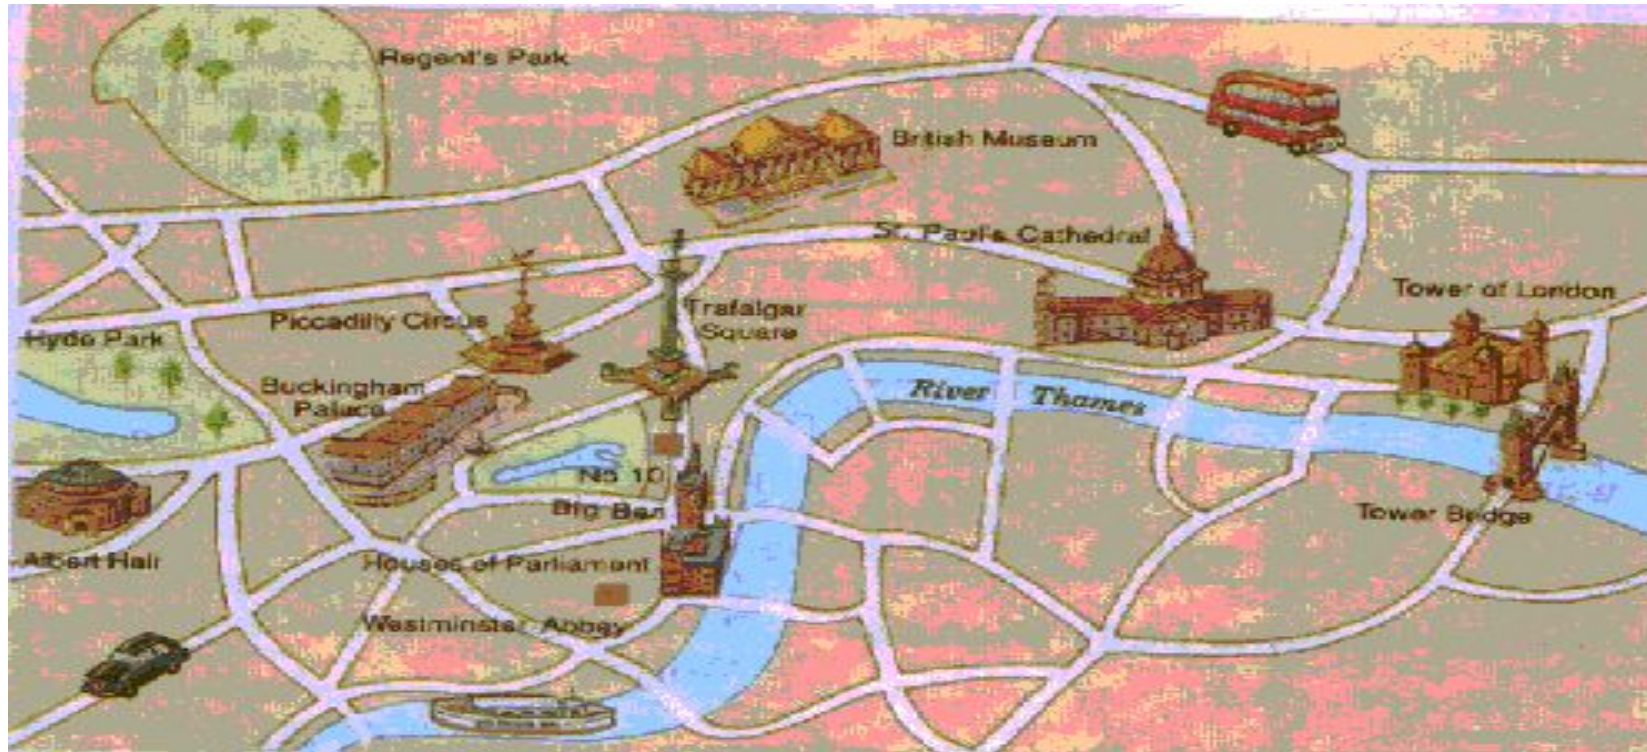 Regent's Park
British Museum
St. Paul's Cathedral
Tower of London
Trafalgar
Square
Piccadilly Circus
Hyde Park
Buckingham
Palace
River Thames
No 10
Big Ben
Tower Bridge
Albert Hall
Houses of Parliament
Westminster Abbey